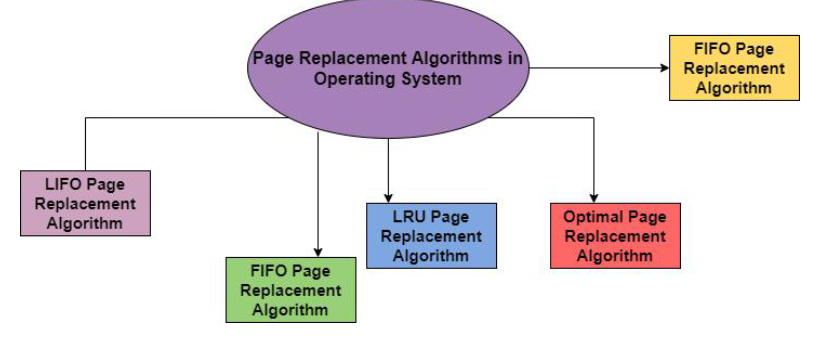 Page Replacement Algorithms in
Operating System
FIFO Page
Replacement
Algorithm
LIFO Page
Replacement
Algorithm
FIFO Page
Replacement
Algorithm
LRU Page
Replacement
Algorithm
Optimal Page
Replacement
Algorithm